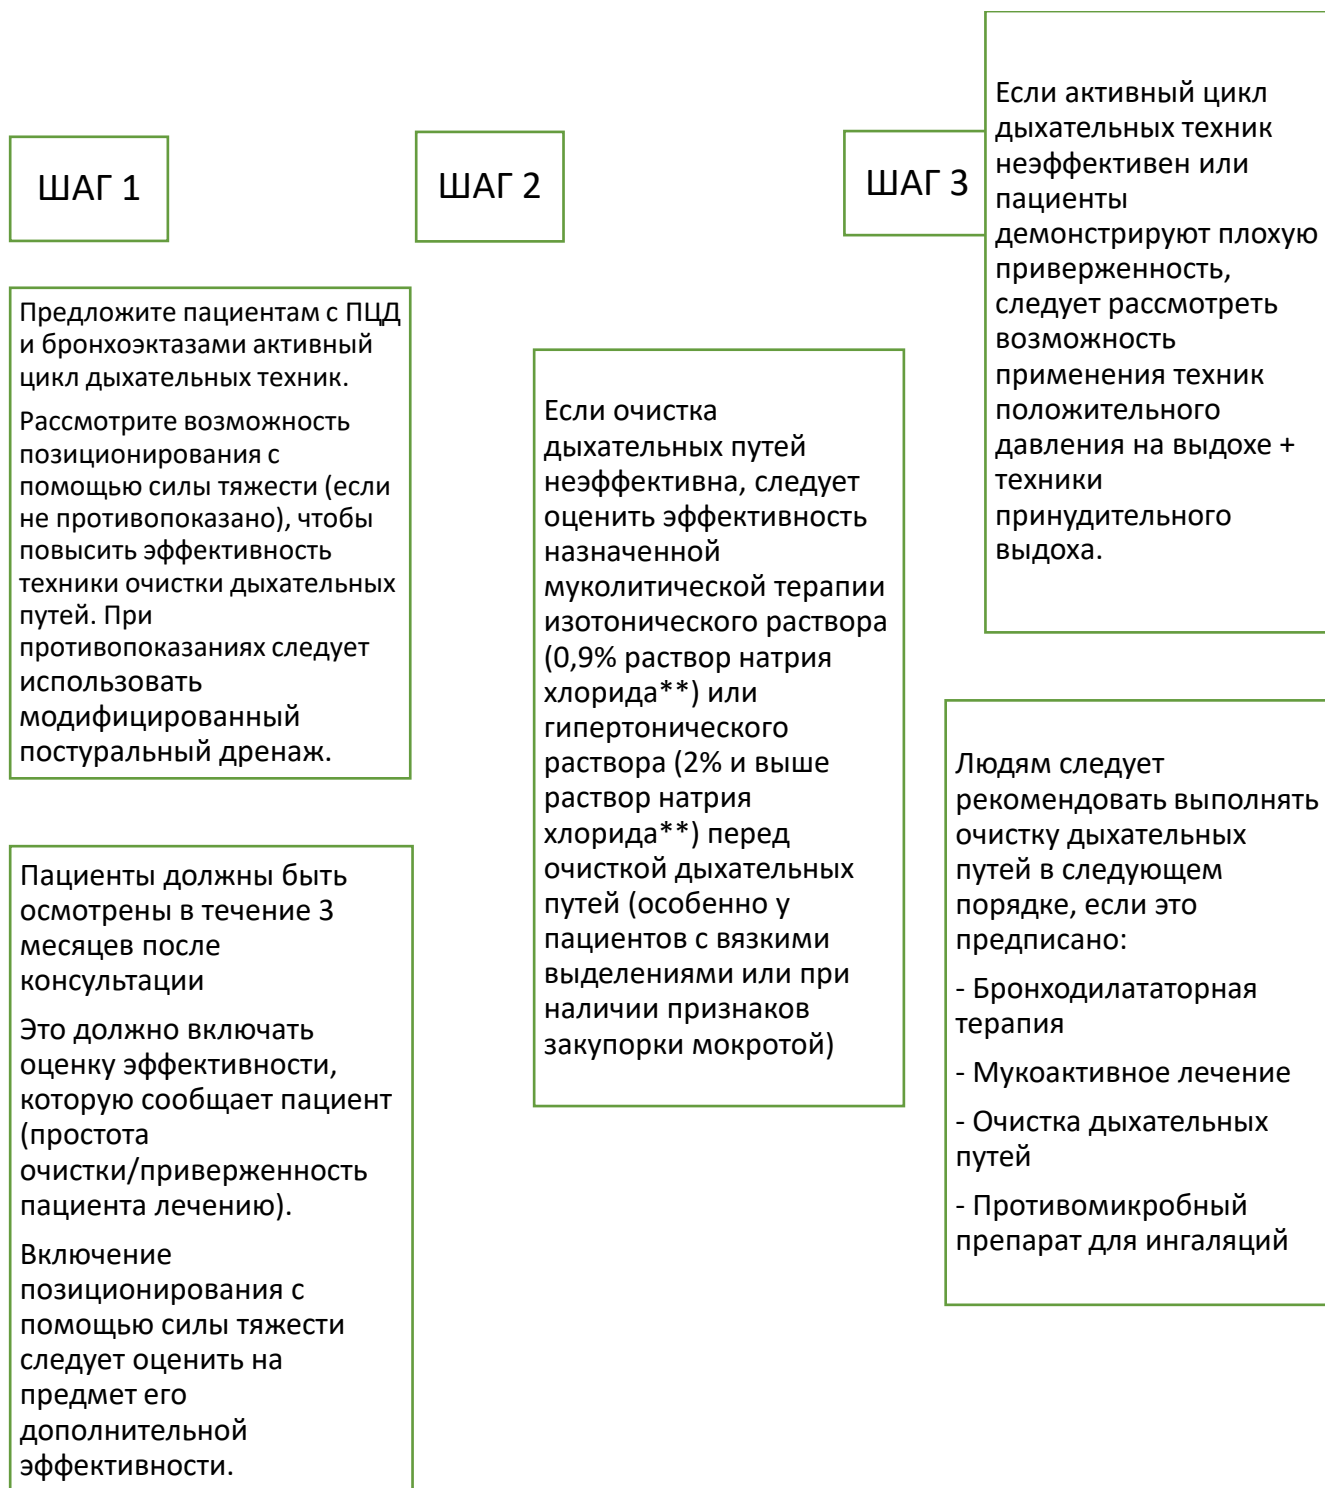 ШАГ 1
Предложите пациентам с ПЦД
и бронхоэктазами активный
цикл дыхательных техник.
Рассмотрите возможность
позиционирования с
помощью силы тяжести (если
не противопоказано), чтобы
повысить эффективность
техники очистки дыхательных
путей. При
противопоказаниях следует
использовать
модифицированный
постуральный дренаж.
Пациенты должны быть
осмотрены в течение 3
месяцев после
консультации
Это должно включать
оценку эффективности,
которую сообщает пациент
(простота
очистки/приверженность
пациента лечению).
Включение
позиционирования с
помощью силы тяжести
следует оценить на
предмет его
дополнительной
эффективности.
ШАГ 2
Если очистка
дыхательных путей
неэффективна, следует
оценить эффективность
назначенной
муколитической терапии
изотонического раствора
(0,9% раствор натрия
хлорида**) или
гипертонического
раствора (2% и выше
раствор натрия
хлорида**) перед
очисткой дыхательных
путей (особенно у
пациентов с вязкими
выделениями или при
наличии признаков
закупорки мокротой)
ШАГ 3
Если активный цикл
дыхательных техник
неэффективен или
пациенты
демонстрируют плохую
приверженность,
следует рассмотреть
возможность
применения техник
положительного
давления на выдохе +
техники
принудительного
выдоха.
Людям следует
рекомендовать выполнять
очистку дыхательных
путей в следующем
порядке, если это
предписано:
- Бронходилататорная
терапия
- Мукоактивное лечение
- Очистка дыхательных
путей
- Противомикробный
препарат для ингаляций